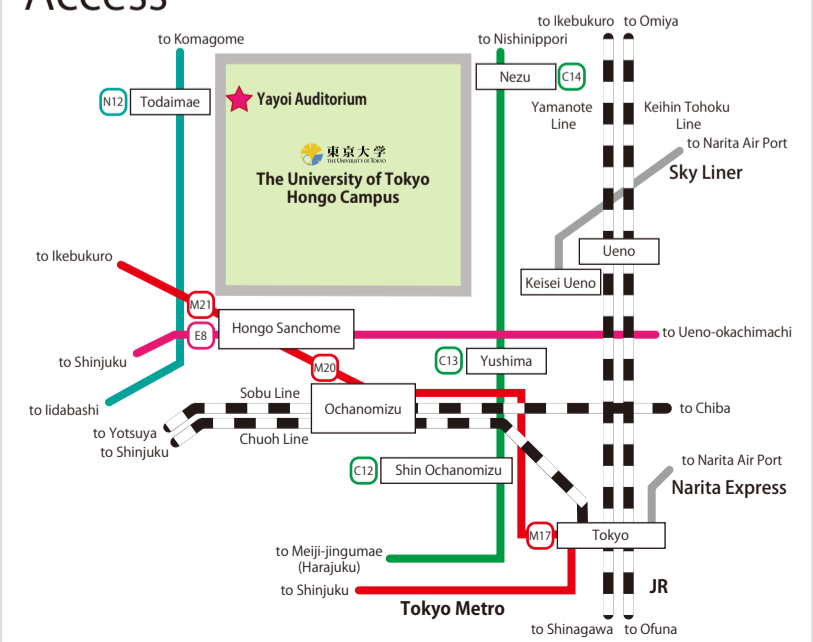 Access
to Ikebukuro
to Omiya
to Komagome
to Nishinippori
N12
Todaimae
Yayoi Auditorium
Nezu
C14
Yamanote
Line
Keihin Tohoku
Line
to Narita Air Port
Sky Liner
東京大学
THE UNIVERSITY OF TOKYO
The University of Tokyo
Hongo Campus
to Ikebukuro
Ueno
Keisei Ueno
M21
E8
Hongo Sanchome
to Ueno-okachimachi
to Shinjuku
M20
C13
Yushima
Sobu Line
Ochanomizu
to Iidabashi
to Chiba
to Yotsuya
to Shinjuku
Chuoh Line
C12
Shin Ochanomizu
to Narita Air Port
Narita Express
M17
Tokyo
to Meiji-jingumae
(Harajuku)
to Shinjuku
Tokyo Metro
JR
to Shinagawa
to Ofuna